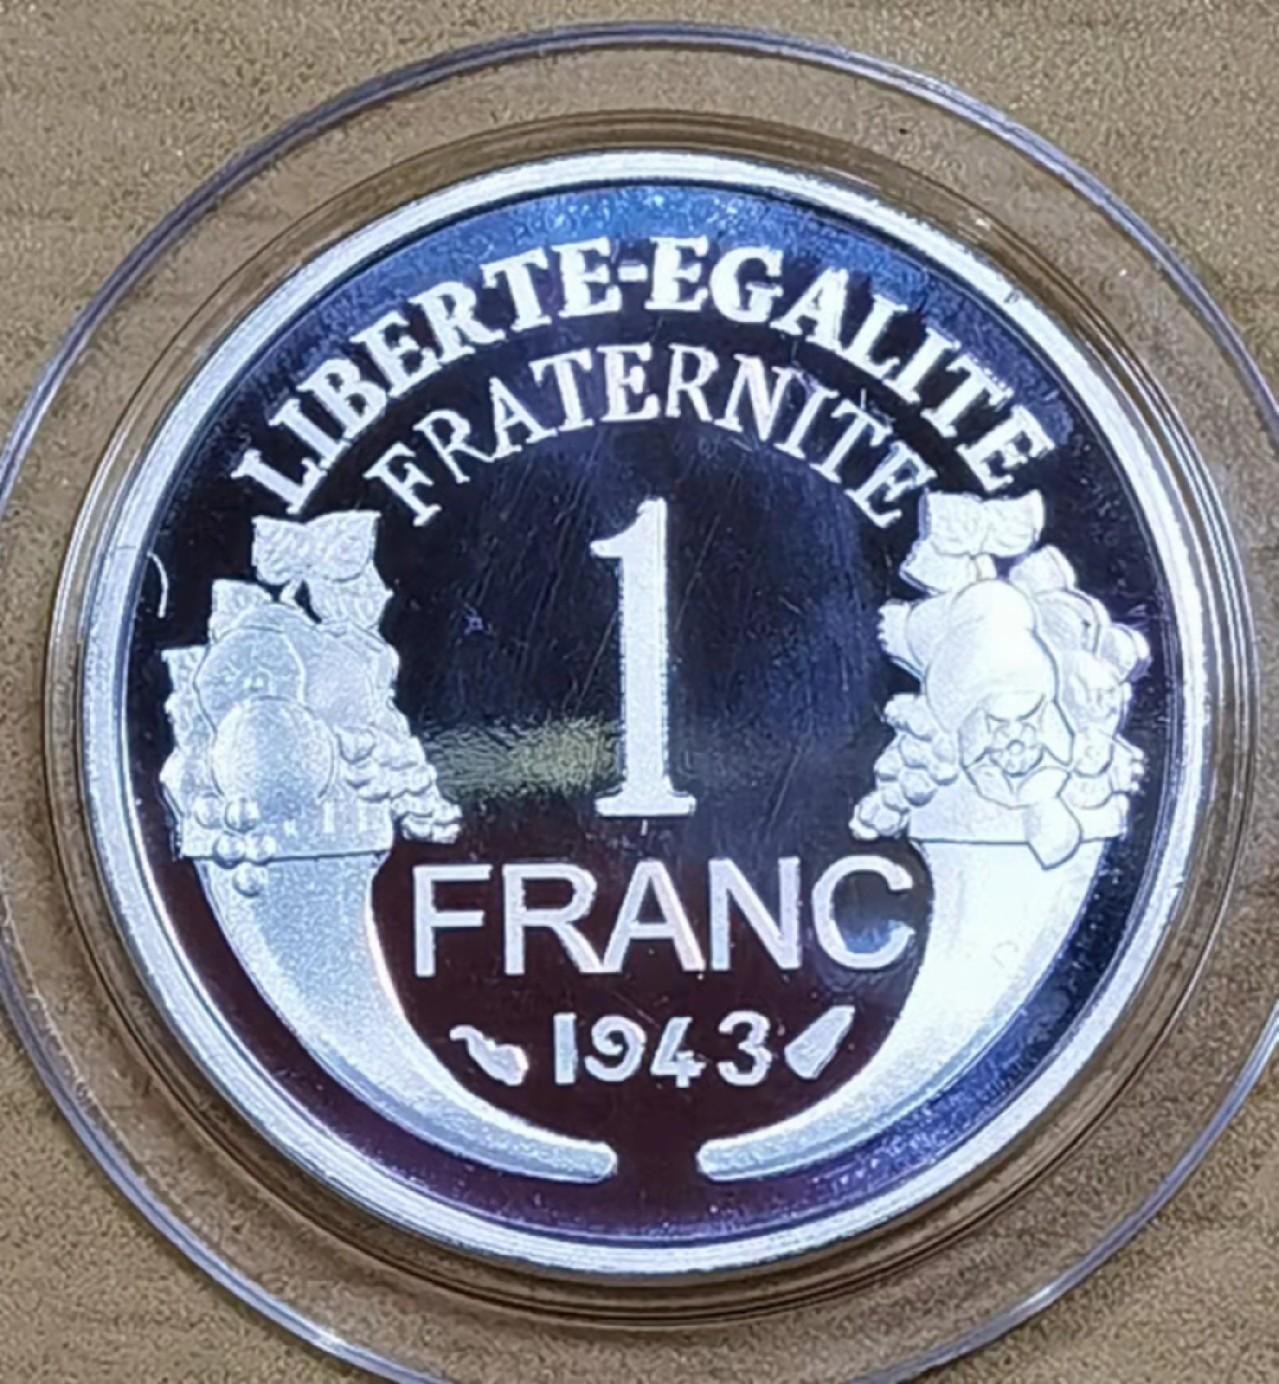 LIBERTE-EGALITE
FRATERNITE
1
FRANC
1943